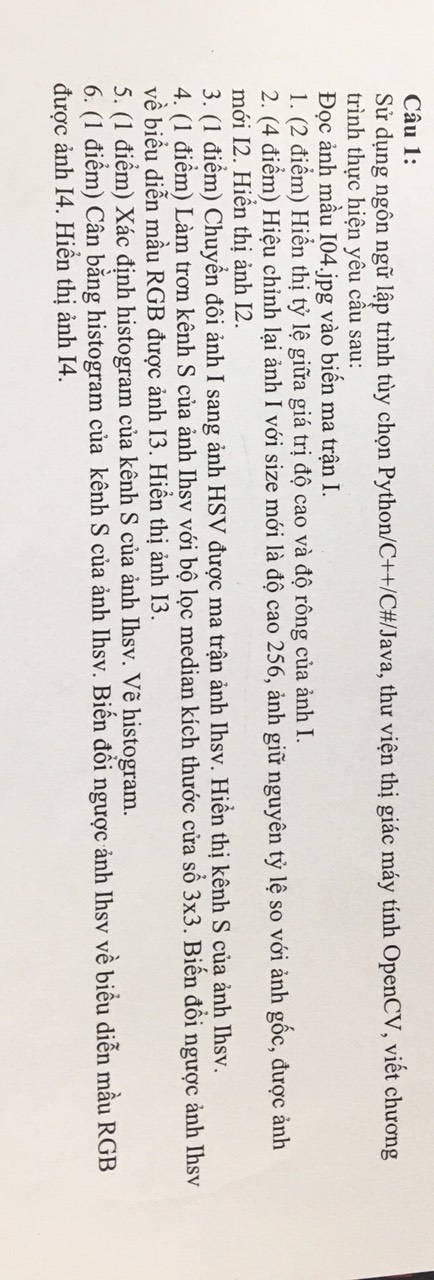 Câu 1:
Sử dụng ngôn ngữ lập trình tùy chọn Python/C++/C#/Java, thư viện thị giác máy tính OpenCV, viết chương
trình thực hiện yêu cầu sau:
Đọc ảnh mầu I04.jpg vào biến ma trận I.
1. (2 điểm) Hiển thị tỷ lệ giữa giá trị độ cao và độ rông của ảnh I.
2. (4 điểm) Hiệu chỉnh lại ảnh I với size mới là độ cao 256, ảnh giữ nguyên tỷ lệ so với ảnh gốc, được ảnh
mới I2. Hiển thị ảnh I2.
3. (1 điểm) Chuyển đôi ảnh I sang ảnh HSV được ma trận ảnh Ihsv. Hiển thị kênh S của ảnh Ihsv.
4. (1 điểm) Làm trơn kênh S của ảnh Ihsv với bộ lọc median kích thước cửa sổ 3x3. Biến đổi ngược ảnh Ihsv
về biểu diễn mầu RGB được ảnh I3. Hiển thị ảnh I3.
5. (1 điểm) Xác định histogram của kênh S của ảnh Ihsv. Vẽ histogram.
6. (1 điểm) Cân bằng histogram của kênh S của ảnh Ihsv. Biến đổi ngược ảnh Ihsv về biểu diễn mầu RGB
được ảnh I4. Hiển thị ảnh I4.